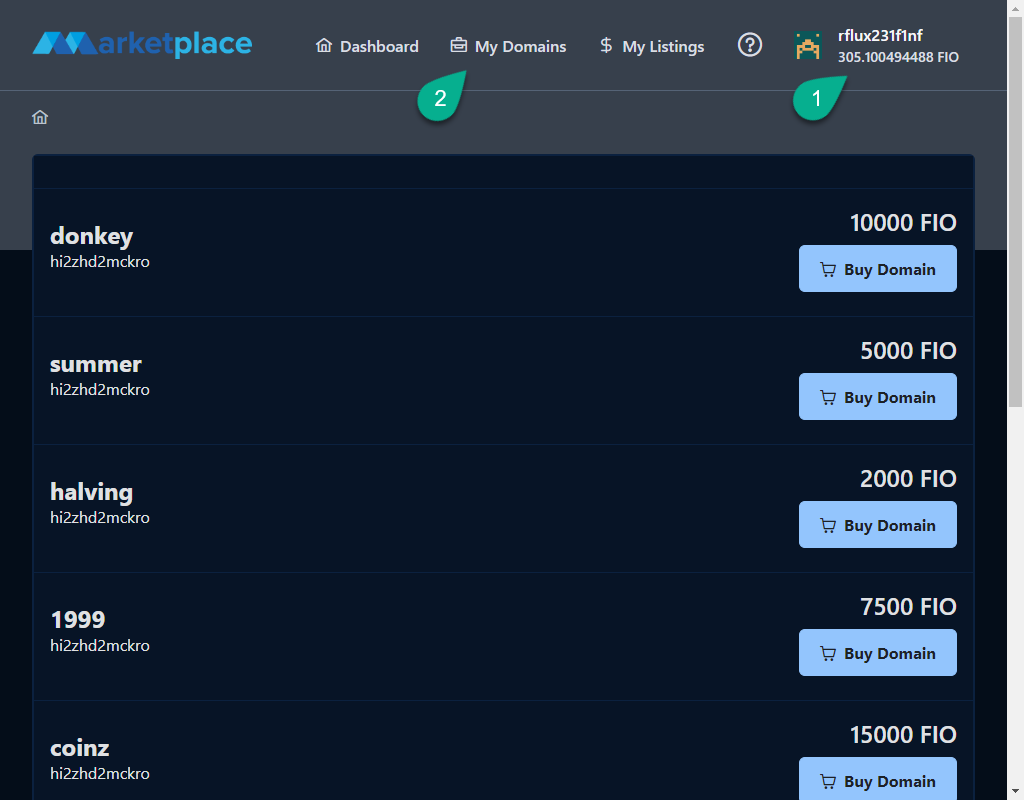 Marketplace
Dashboard
My Domains
My Listings
?
rflux231f1nf
305.100494488 FIO
2
1
donkey
hi2zhd2mckro
10000 FIO
Buy Domain
summer
hi2zhd2mckro
5000 FIO
Buy Domain
halving
hi2zhd2mckro
2000 FIO
Buy Domain
1999
hi2zhd2mckro
7500 FIO
Buy Domain
coinz
hi2zhd2mckro
15000 FIO
Buy Domain